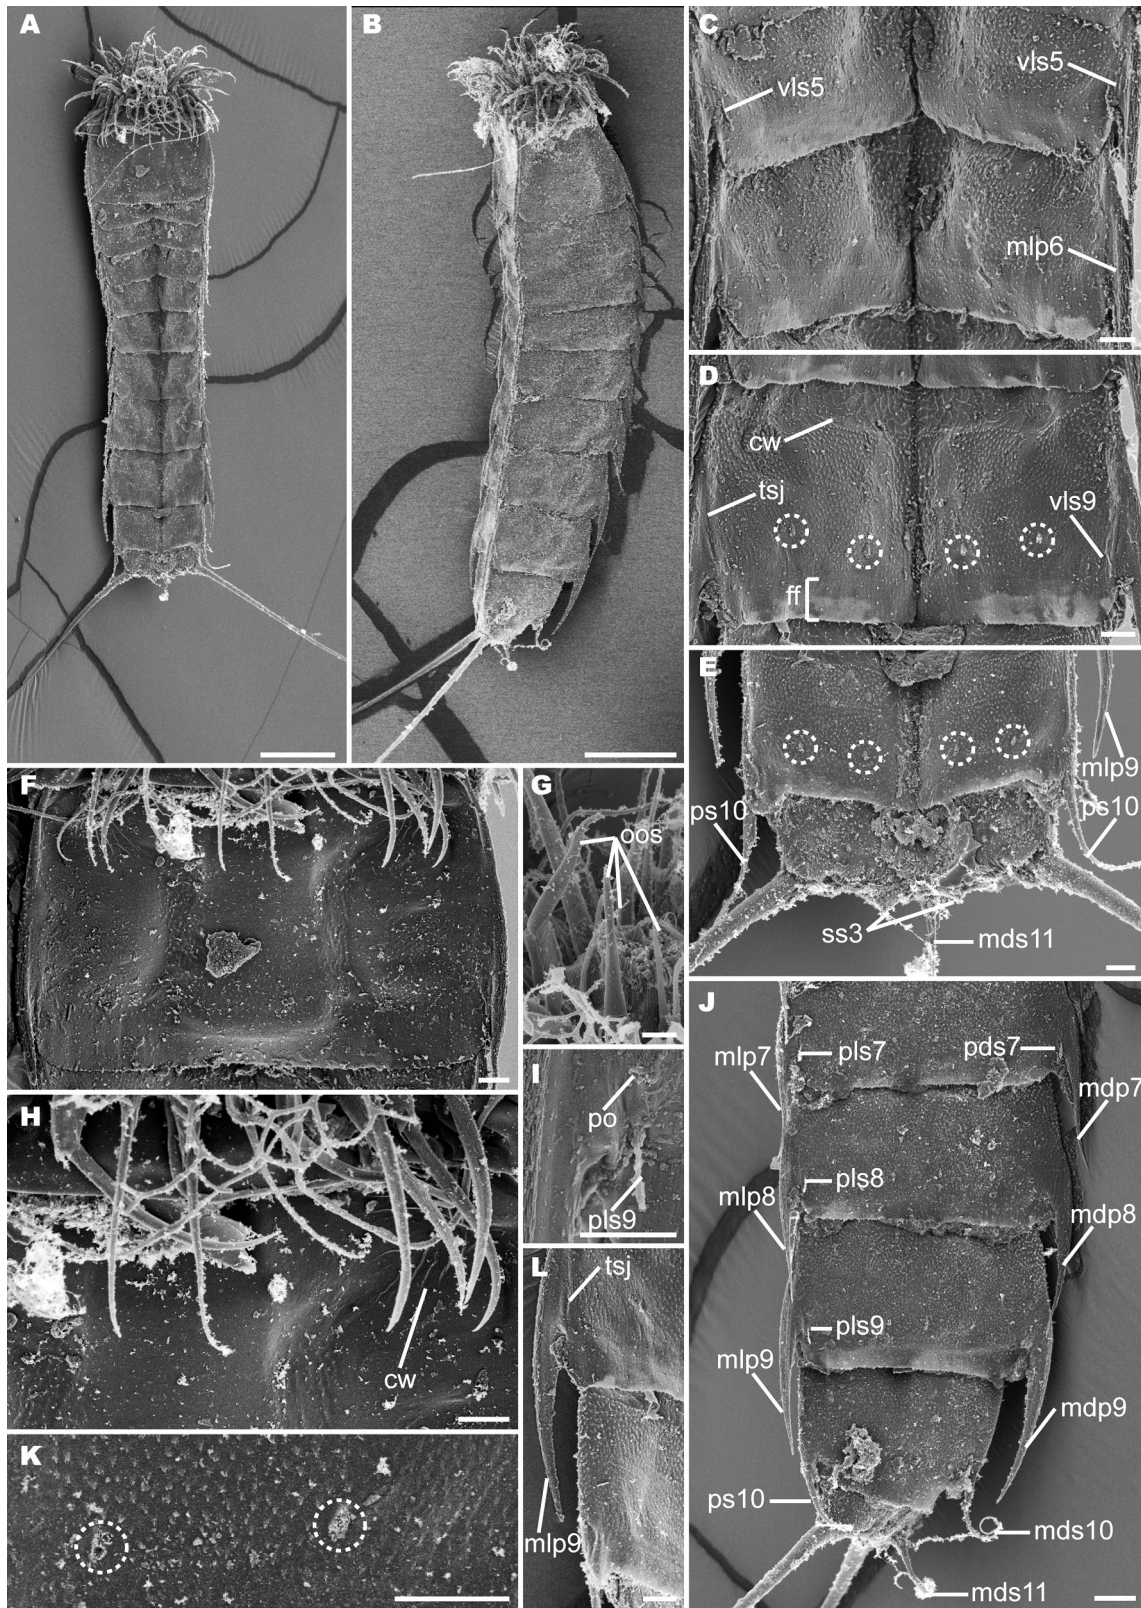 A
B
C
vls5
vls5
mlp6
D
cw
tsj
vls9
ff
E
mlp9
ps10
ps10
ss3
mds11
F
G
oos
H
cw
I
po
pls9
J
mlp7
pls7
pds7
mdp7
mlp8
pls8
mdp8
mlp9
pls9
mdp9
ps10
mds10
mds11
K
L
tsj
mlp9